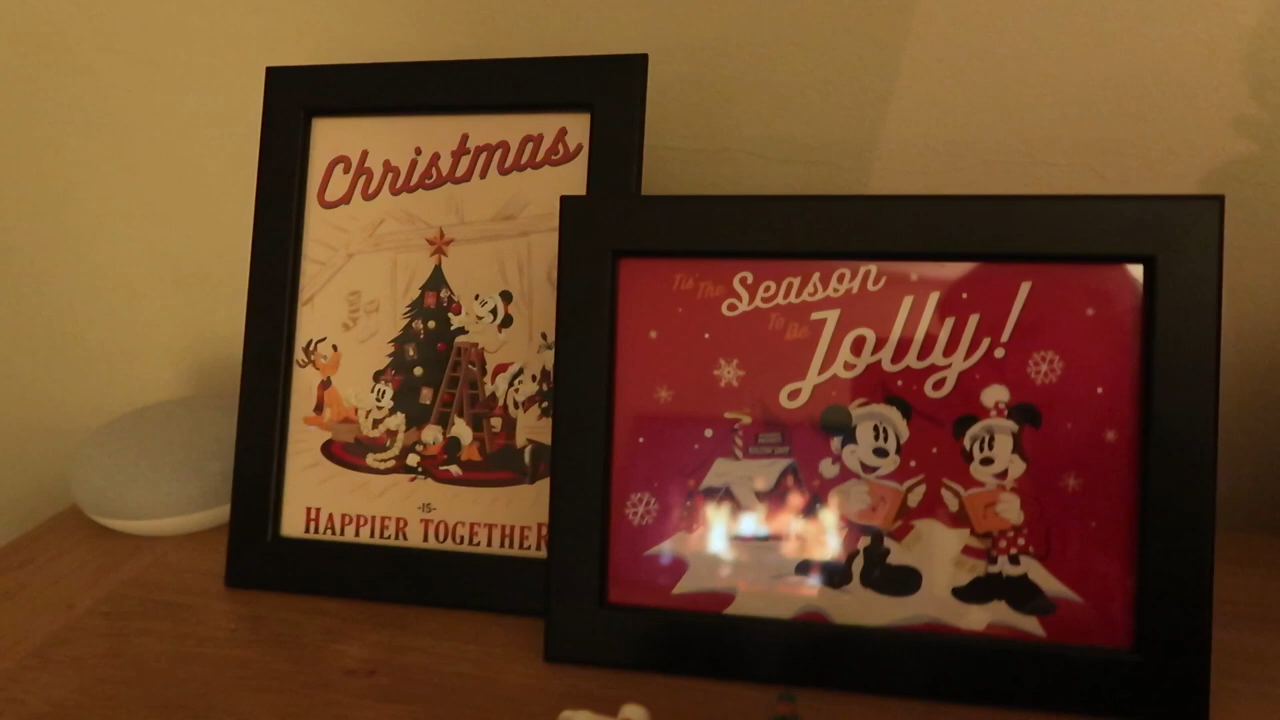 Christmas
-IS-
HAPPIER TOGETHER
Tis' The Season
To Be Jolly!